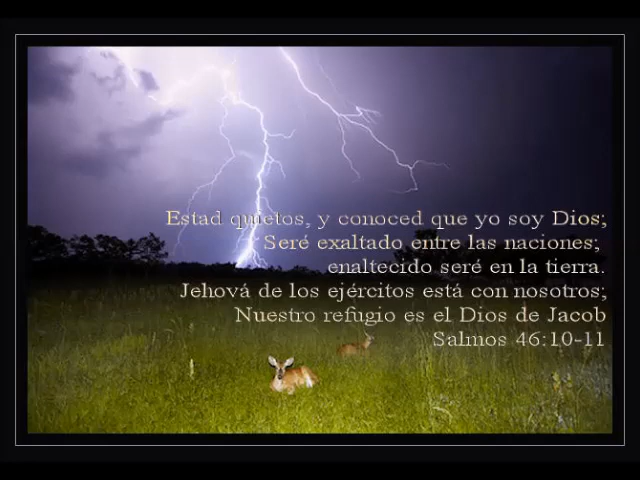 Estad quietos, y conoced que yo soy Dios;
Seré exaltado entre las naciones;
enaltecido seré en la tierra.
Jehová de los ejércitos está con nosotros;
Nuestro refugio es el Dios de Jacob
Salmos 46:10-11